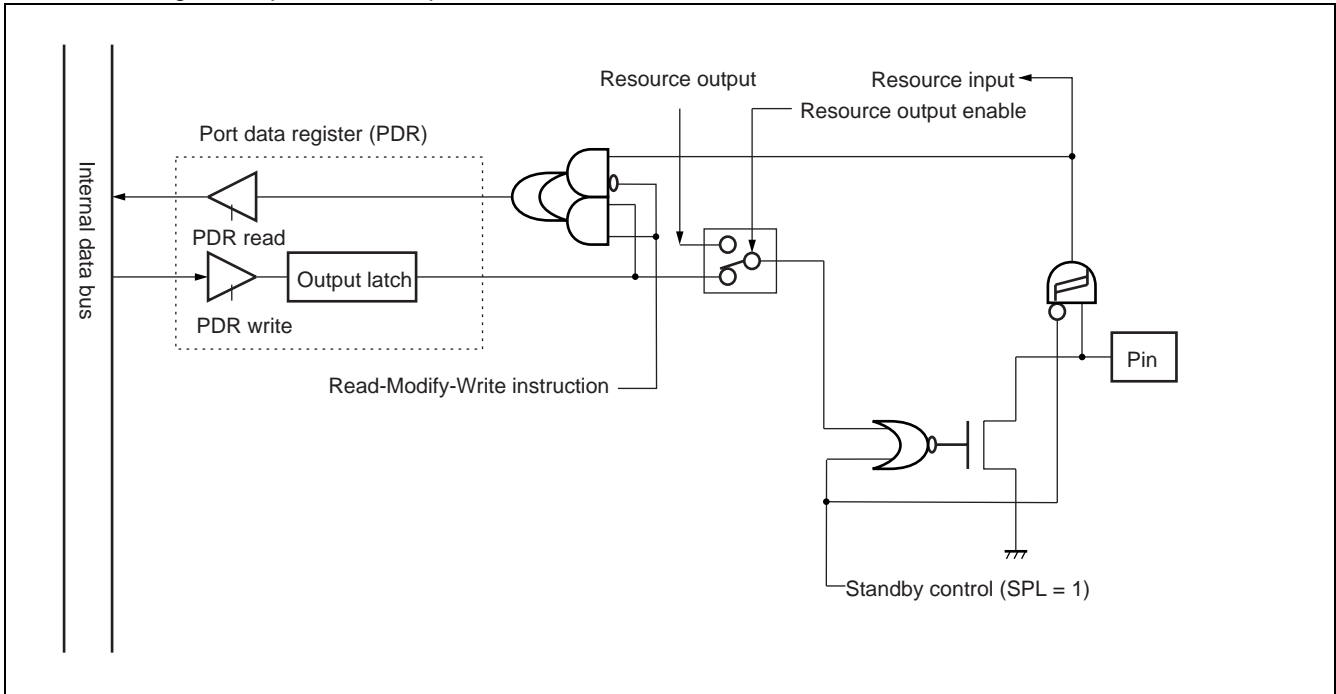 Resource output
Resource input
Resource output enable
Port data register (PDR)
Internal data bus
PDR read
Output latch
PDR write
Read-Modify-Write instruction
Pin
Standby control (SPL = 1)